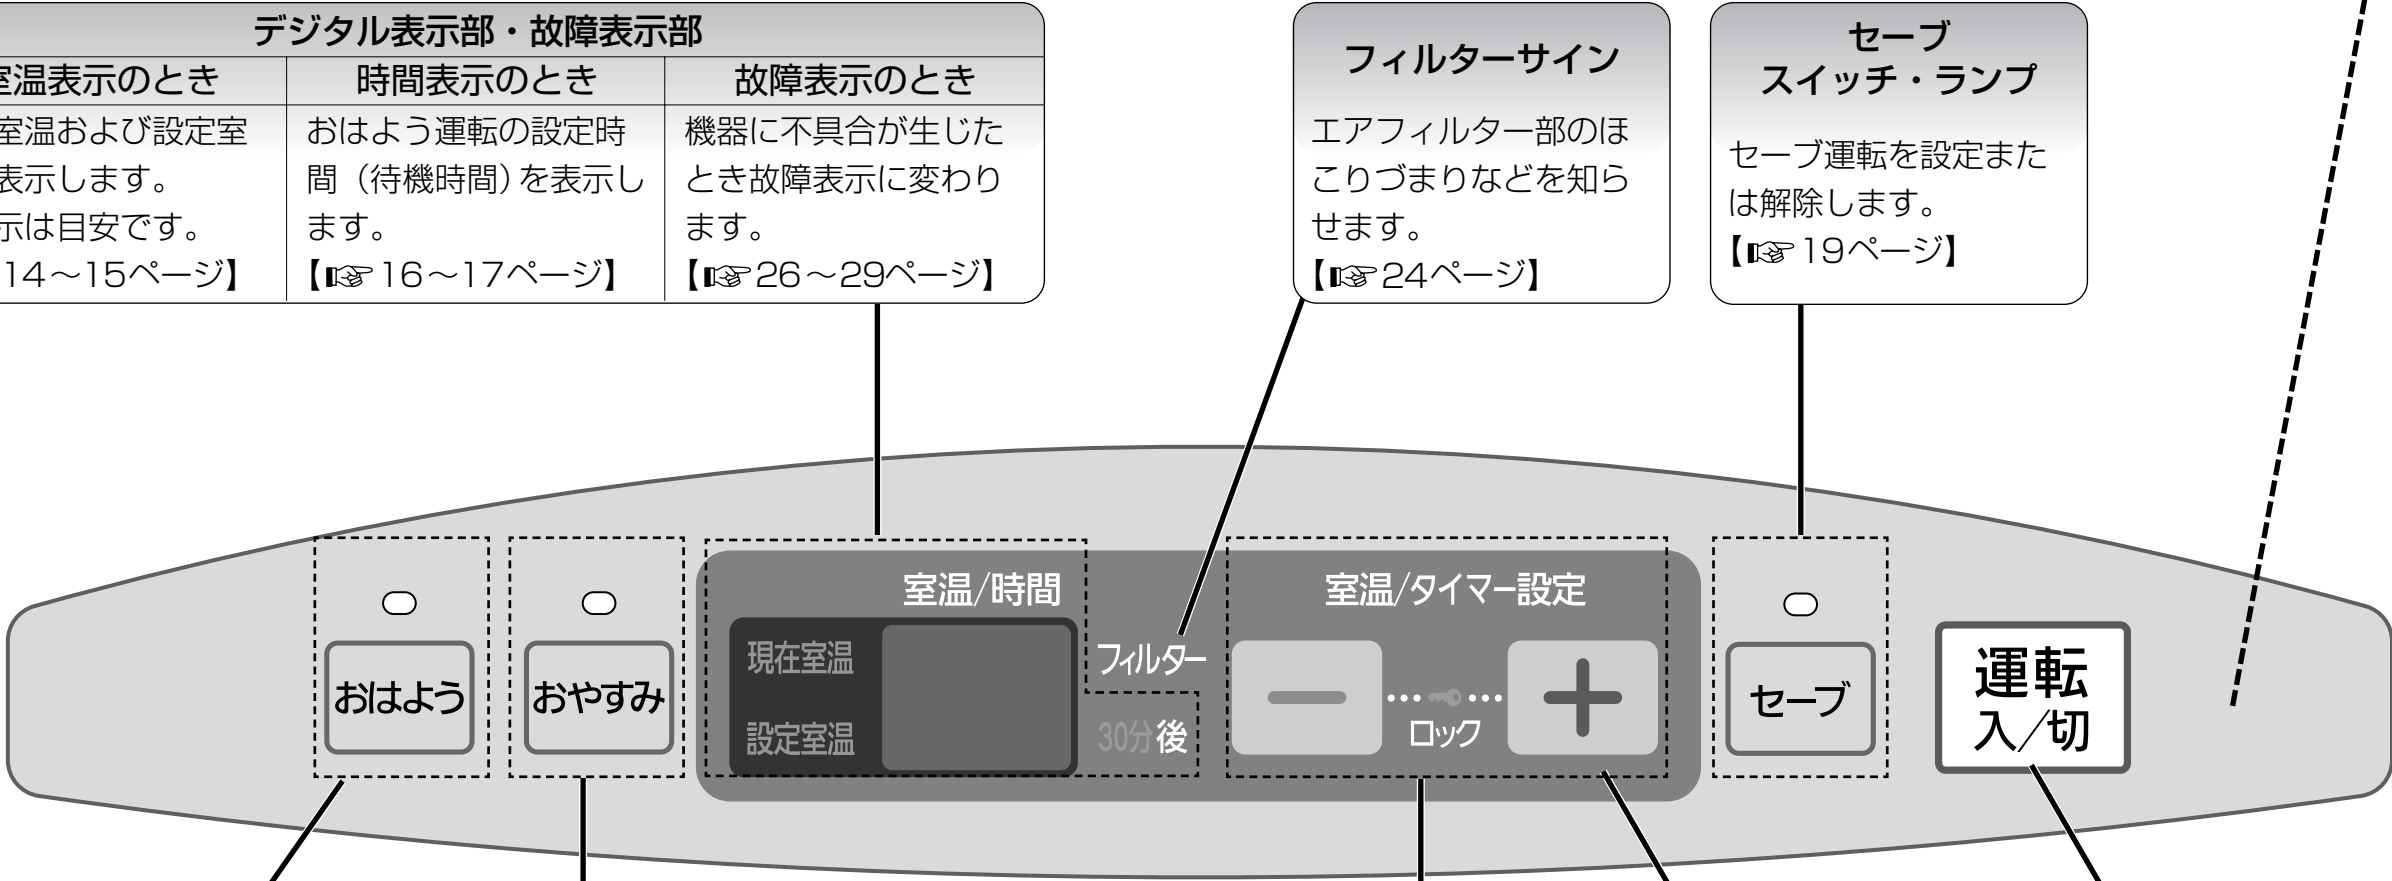 デジタル表示部・故障表示部
室温表示のとき
室温および設定室
表示します。
示は目安です。
14～15ページ】
時間表示のとき
おはよう運転の設定時
間（待機時間）を表示し
ます。
【☞16～17ページ】
故障表示のとき
機器に不具合が生じた
とき故障表示に変わり
ます。
【☞26～29ページ】
フィルターサイン
エアフィルター部のほ
こりづまりなどを知ら
せます。
【☞24ページ】
セーブ
スイッチ・ランプ
セーブ運転を設定また
は解除します。
【☞19ページ】
おはよう
おやすみ
室温/時間
現在室温
設定室温
フィルター
30分後
室温/タイマー設定
ロック
セーブ
運転
入/切